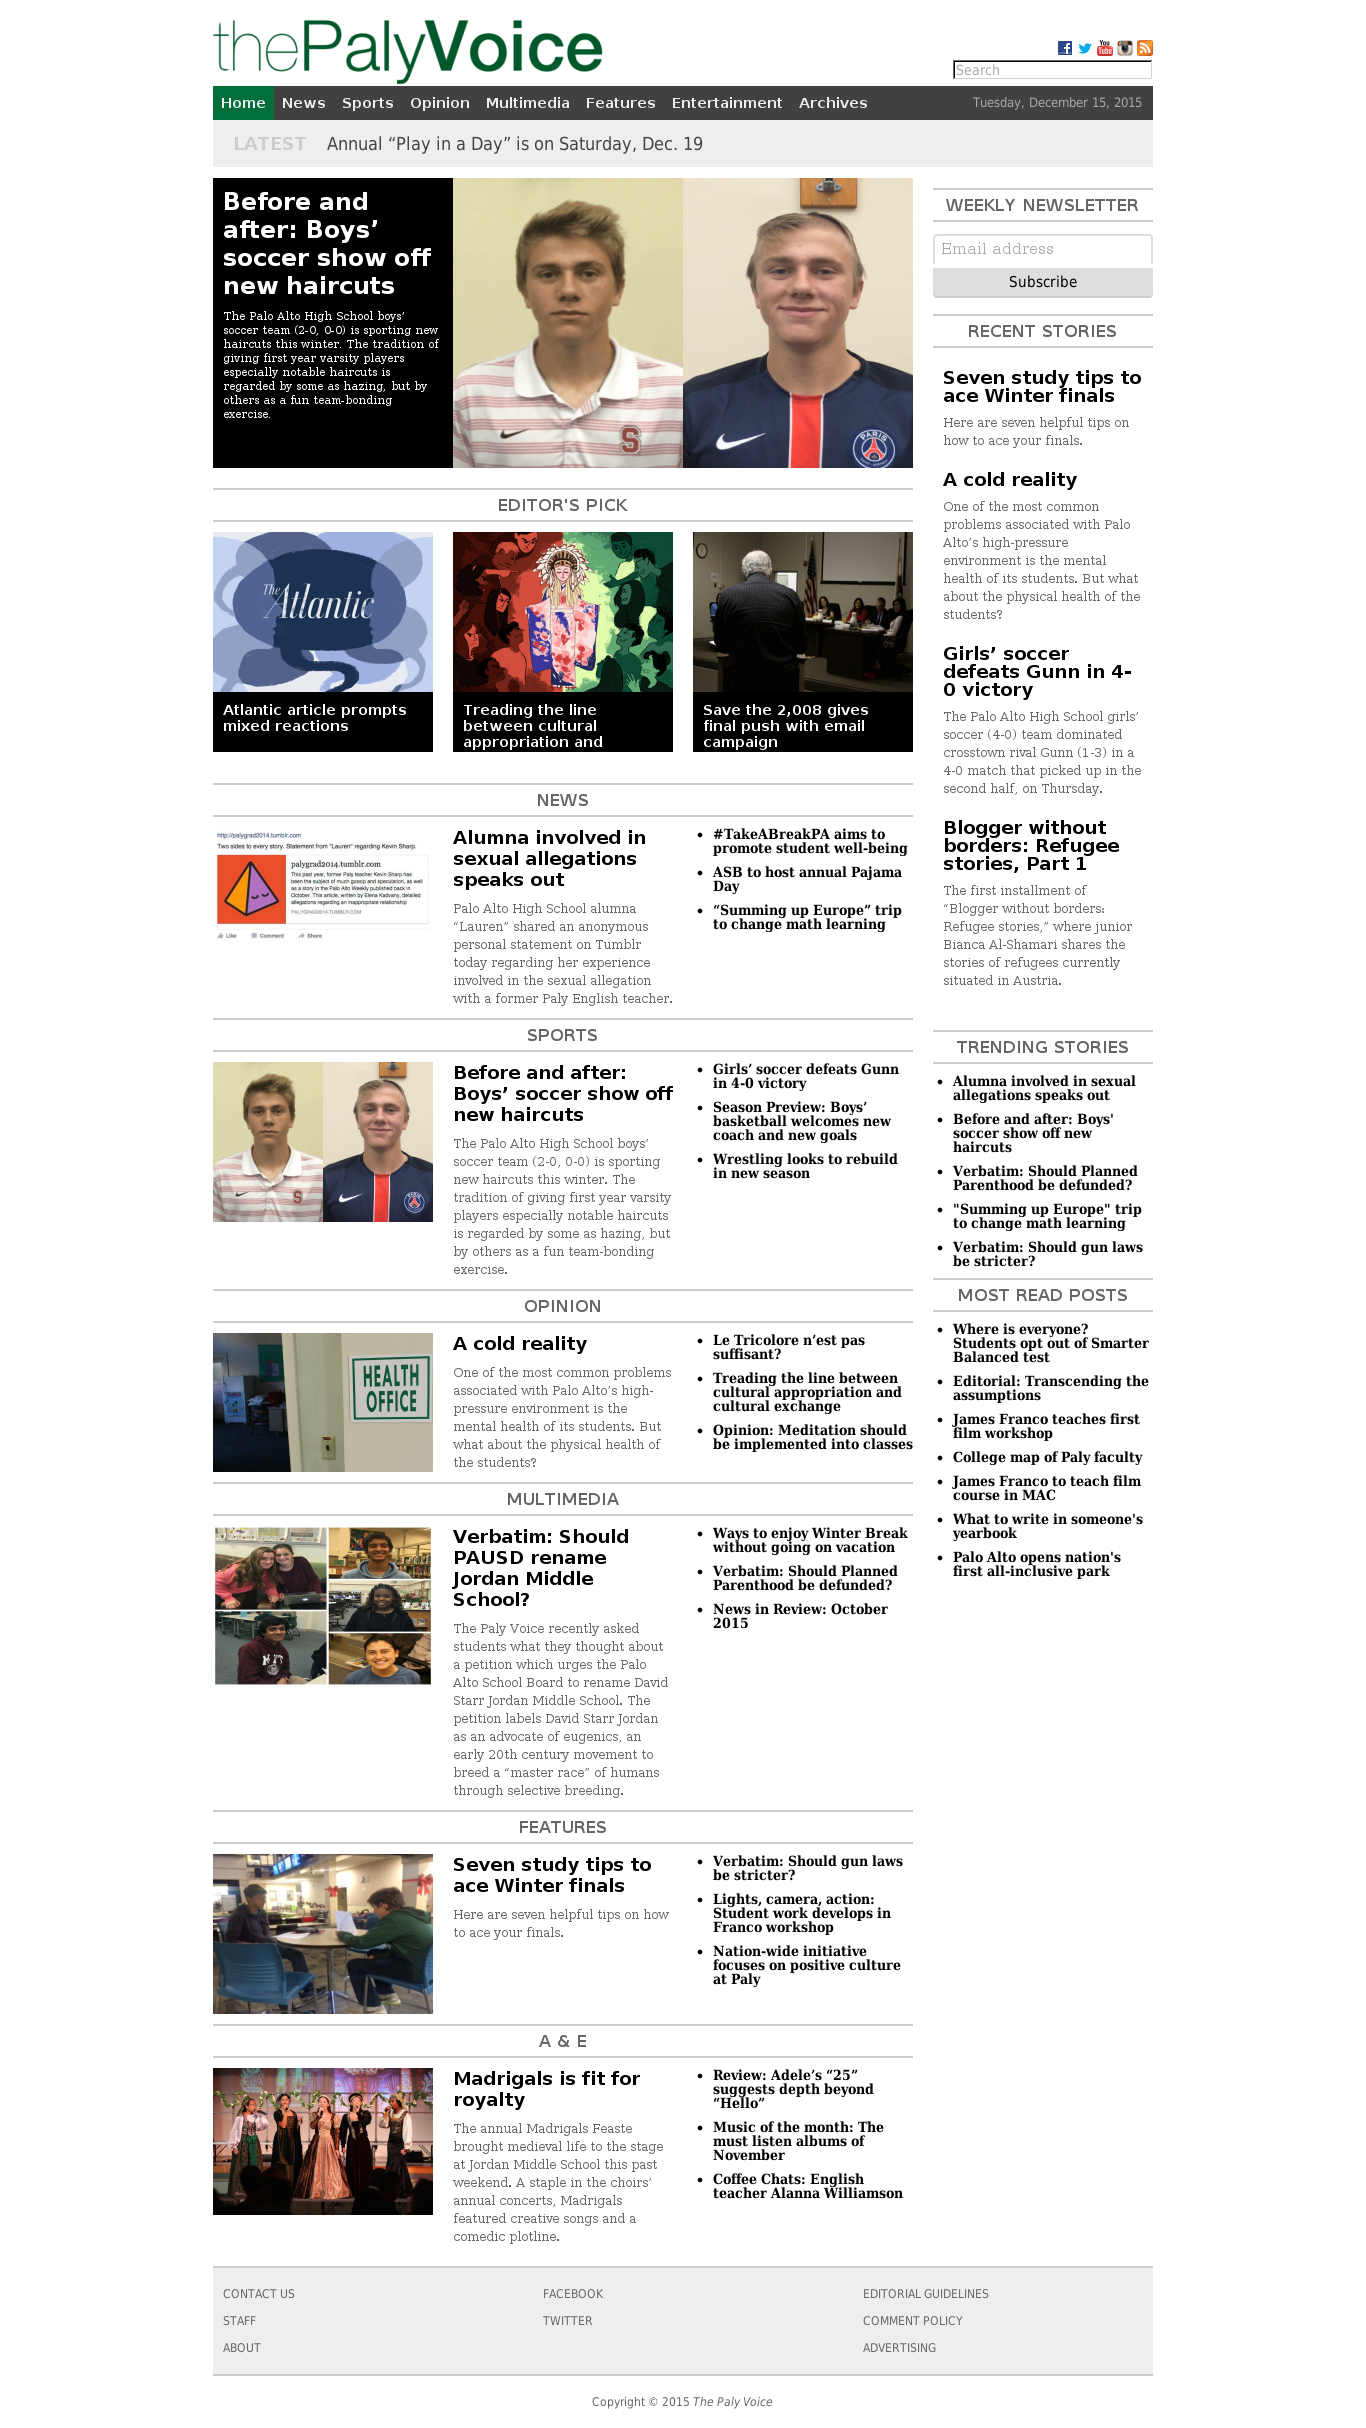 thePalyVoice
Search
Home News Sports Opinion Multimedia Features Entertainment Archives Tuesday, December 15, 2015
LATEST Annual “Play in a Day” is on Saturday, Dec. 19
Before and
after: Boys’
soccer show off
new haircuts
The Palo Alto High School boys’
soccer team (2-0, 0-0) is sporting new
haircuts this winter. The tradition of
giving first year varsity players
especially notable haircuts is
regarded by some as hazing, but by
others as a fun team-bonding
exercise.
S
PARIS
EDITOR'S PICK
The Atlantic
Atlantic article prompts
mixed reactions
Treading the line
between cultural
appropriation and
Save the 2,008 gives
final push with email
campaign
NEWS
http://palygrad2014.tumblr.com
Two sides to every story. Statement from "Lauren" regarding Kevin Sharp.
palygrad2014.tumblr.com
This past year, former Paly teacher Kevin Sharp has
been the subject of much gossip and speculation, as well
as a story in the Palo Alto Weekly published back in
October. This article, written by Elena Kadvany, detailed
allegations regarding an inappropriate relationship
PALYGRAD2014.TUMBLR.COM
Like Comment Share
Alumna involved in
sexual allegations
speaks out
Palo Alto High School alumna
“Lauren” shared an anonymous
personal statement on Tumblr
today regarding her experience
involved in the sexual allegation
with a former Paly English teacher.
#TakeABreakPA aims to
promote student well-being
ASB to host annual Pajama
Day
“Summing up Europe” trip
to change math learning
SPORTS
S
Before and after:
Boys’ soccer show off
new haircuts
The Palo Alto High School boys’
soccer team (2-0, 0-0) is sporting
new haircuts this winter. The
tradition of giving first year varsity
players especially notable haircuts
is regarded by some as hazing, but
by others as a fun team-bonding
exercise.
Girls’ soccer defeats Gunn
in 4-0 victory
Season Preview: Boys’
basketball welcomes new
coach and new goals
Wrestling looks to rebuild
in new season
OPINION
HEALTH
OFFICE
A cold reality
One of the most common problems
associated with Palo Alto’s high-
pressure environment is the
mental health of its students. But
what about the physical health of
the students?
Le Tricolore n’est pas
suffisant?
Treading the line between
cultural appropriation and
cultural exchange
Opinion: Meditation should
be implemented into classes
MULTIMEDIA
Verbatim: Should
PAUSD rename
Jordan Middle
School?
The Paly Voice recently asked
students what they thought about
a petition which urges the Palo
Alto School Board to rename David
Starr Jordan Middle School. The
petition labels David Starr Jordan
as an advocate of eugenics, an
early 20th century movement to
breed a “master race” of humans
through selective breeding.
Ways to enjoy Winter Break
without going on vacation
Verbatim: Should Planned
Parenthood be defunded?
News in Review: October
2015
FEATURES
Seven study tips to
ace Winter finals
Here are seven helpful tips on how
to ace your finals.
Verbatim: Should gun laws
be stricter?
Lights, camera, action:
Student work develops in
Franco workshop
Nation-wide initiative
focuses on positive culture
at Paly
A & E
Madrigals is fit for
royalty
The annual Madrigals Feaste
brought medieval life to the stage
at Jordan Middle School this past
weekend. A staple in the choirs’
annual concerts, Madrigals
featured creative songs and a
comedic plotline.
Review: Adele’s “25”
suggests depth beyond
“Hello”
Music of the month: The
must listen albums of
November
Coffee Chats: English
teacher Alanna Williamson
WEEKLY NEWSLETTER
Email address
Subscribe
RECENT STORIES
Seven study tips to
ace Winter finals
Here are seven helpful tips on
how to ace your finals.
A cold reality
One of the most common
problems associated with Palo
Alto’s high-pressure
environment is the mental
health of its students. But what
about the physical health of the
students?
Girls’ soccer
defeats Gunn in 4-
0 victory
The Palo Alto High School girls’
soccer (4-0) team dominated
crosstown rival Gunn (1-3) in a
4-0 match that picked up in the
second half, on Thursday.
Blogger without
borders: Refugee
stories, Part 1
The first installment of
“Blogger without borders:
Refugee stories,” where junior
Bianca Al-Shamari shares the
stories of refugees currently
situated in Austria.
TRENDING STORIES
Alumna involved in sexual
allegations speaks out
Before and after: Boys'
soccer show off new
haircuts
Verbatim: Should Planned
Parenthood be defunded?
"Summing up Europe" trip
to change math learning
Verbatim: Should gun laws
be stricter?
MOST READ POSTS
Where is everyone?
Students opt out of Smarter
Balanced test
Editorial: Transcending the
assumptions
James Franco teaches first
film workshop
College map of Paly faculty
James Franco to teach film
course in MAC
What to write in someone's
yearbook
Palo Alto opens nation's
first all-inclusive park
CONTACT US FACEBOOK EDITORIAL GUIDELINES
STAFF TWITTER COMMENT POLICY
ABOUT ADVERTISING
Copyright © 2015 The Paly Voice